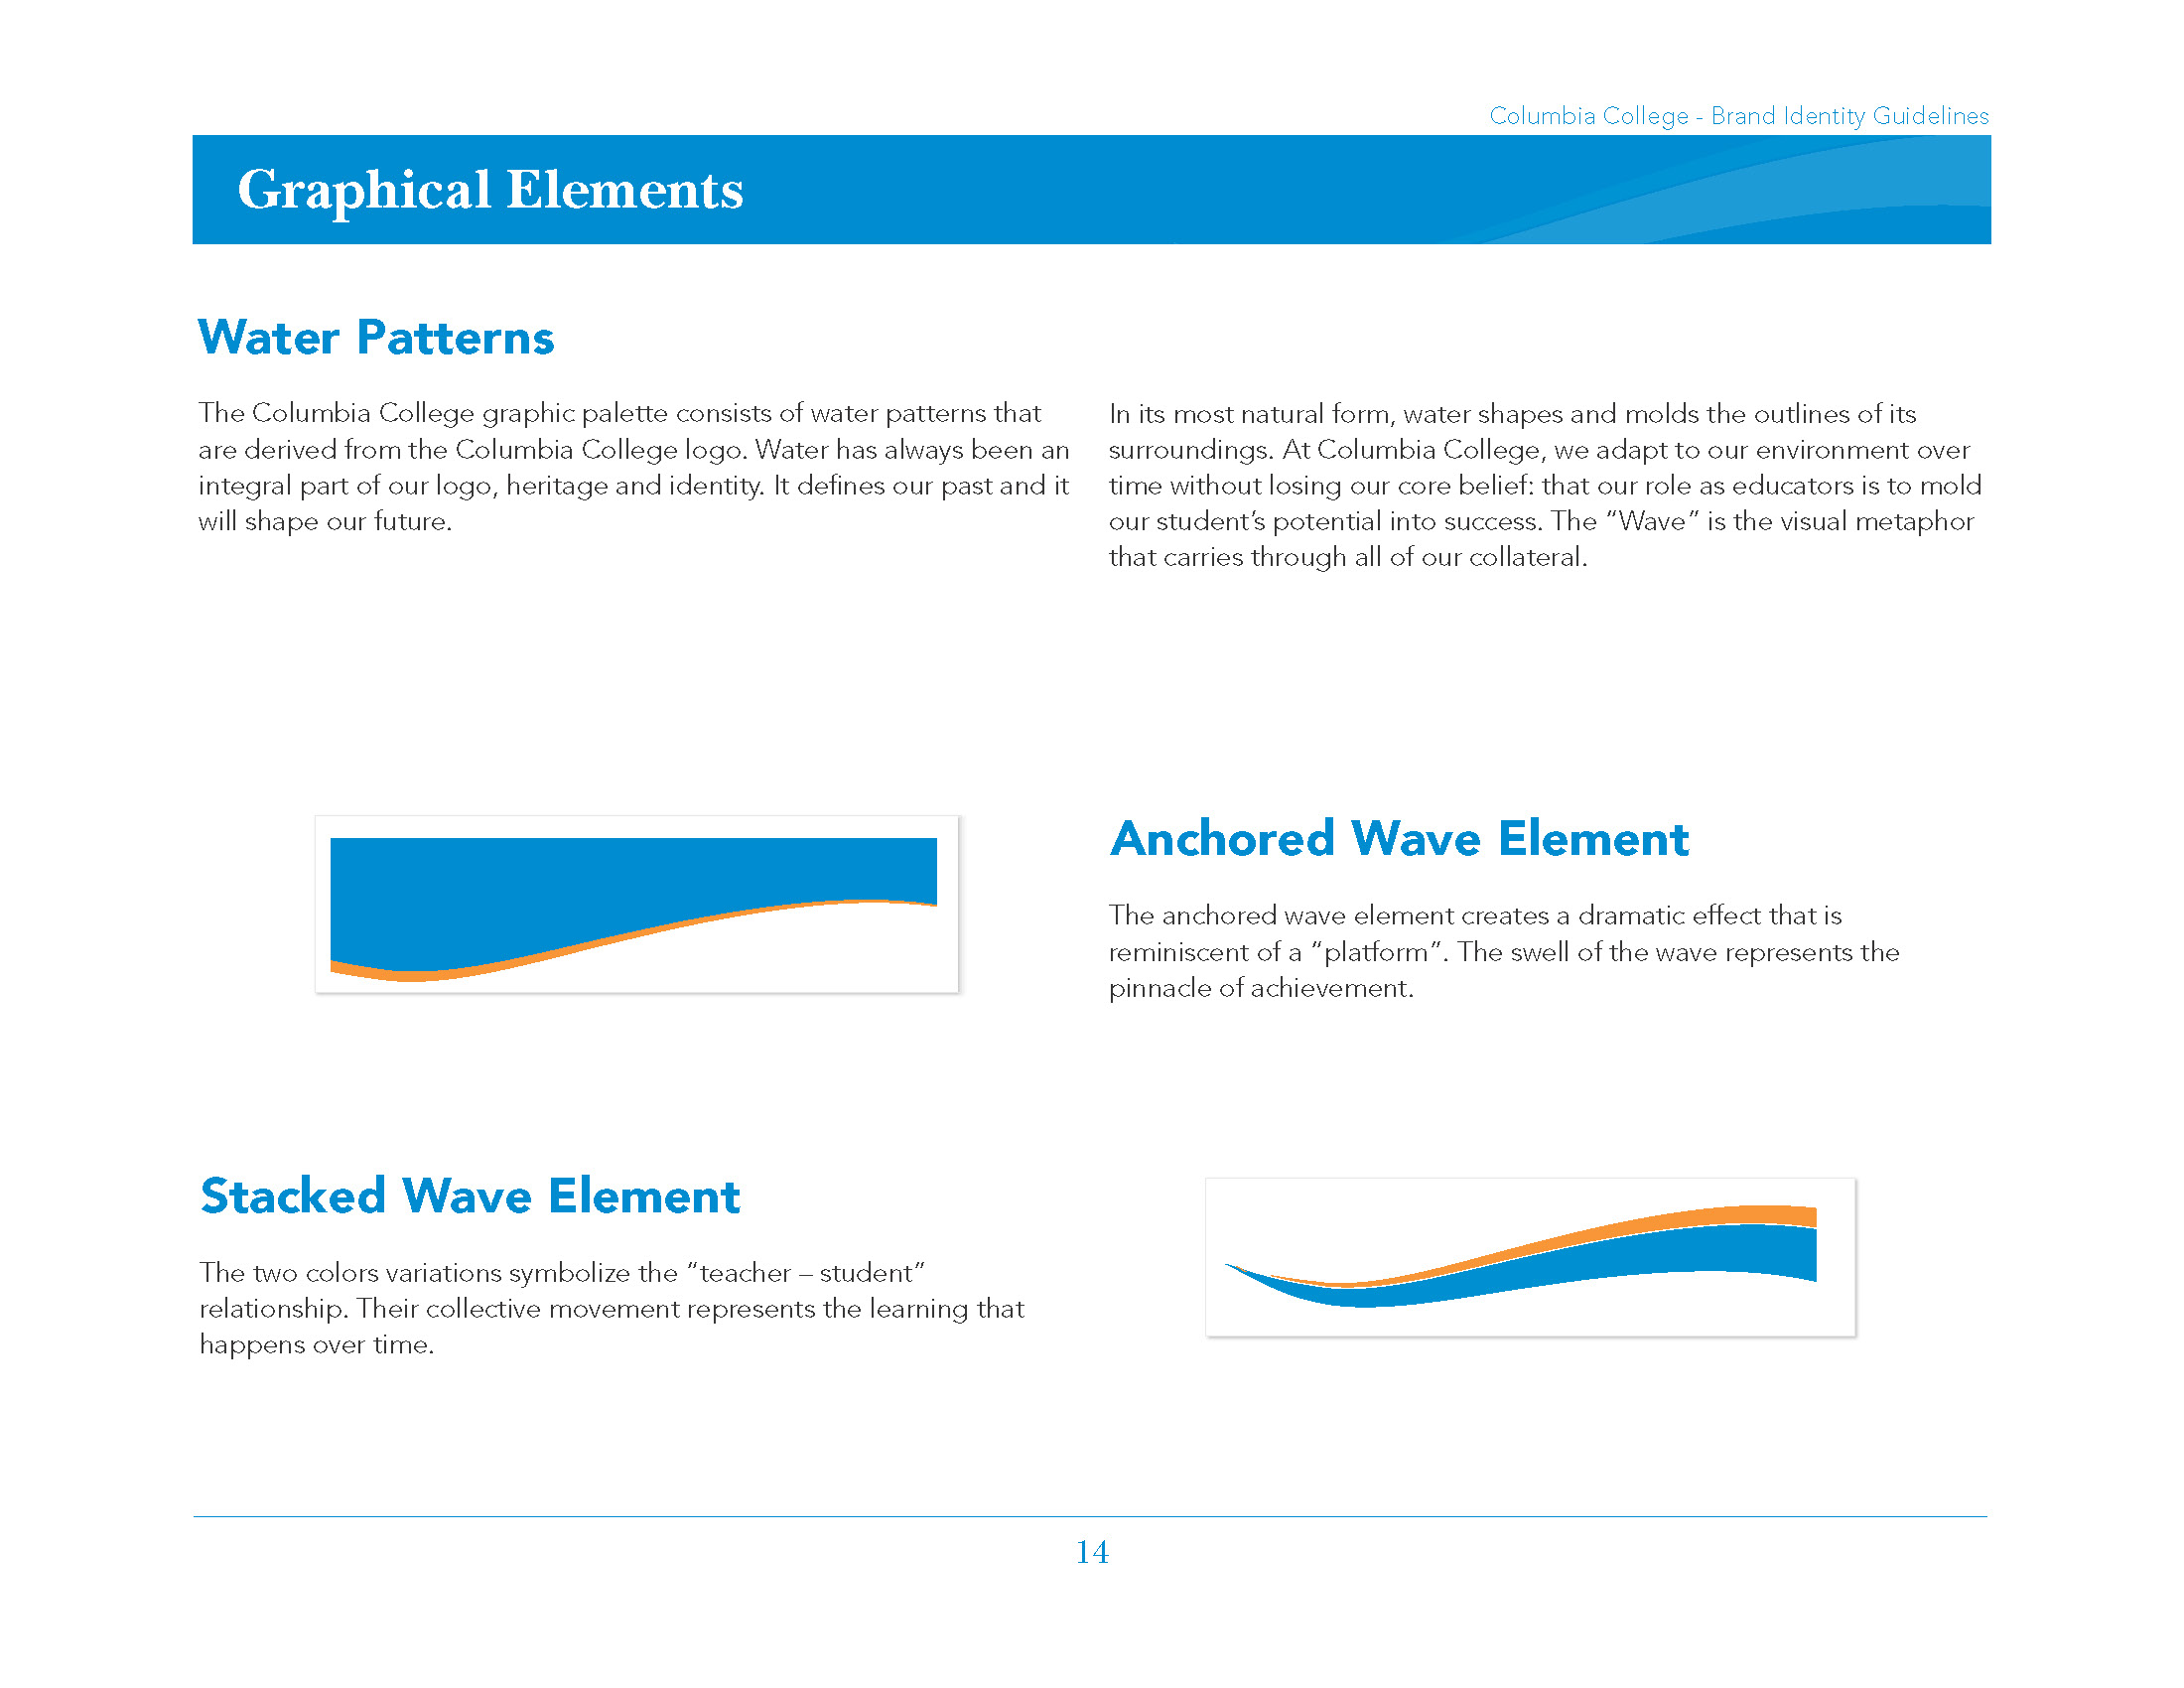 Columbia College - Brand Identity Guidelines
Graphical Elements
Water Patterns
The Columbia College graphic palette consists of water patterns that
are derived from the Columbia College logo. Water has always been an
integral part of our logo, heritage and identity. It defines our past and it
will shape our future.
In its most natural form, water shapes and molds the outlines of its
surroundings. At Columbia College, we adapt to our environment over
time without losing our core belief: that our role as educators is to mold
our student’s potential into success. The “Wave” is the visual metaphor
that carries through all of our collateral.
Anchored Wave Element
The anchored wave element creates a dramatic effect that is
reminiscent of a “platform”. The swell of the wave represents the
pinnacle of achievement.
Stacked Wave Element
The two colors variations symbolize the “teacher – student”
relationship. Their collective movement represents the learning that
happens over time.
14